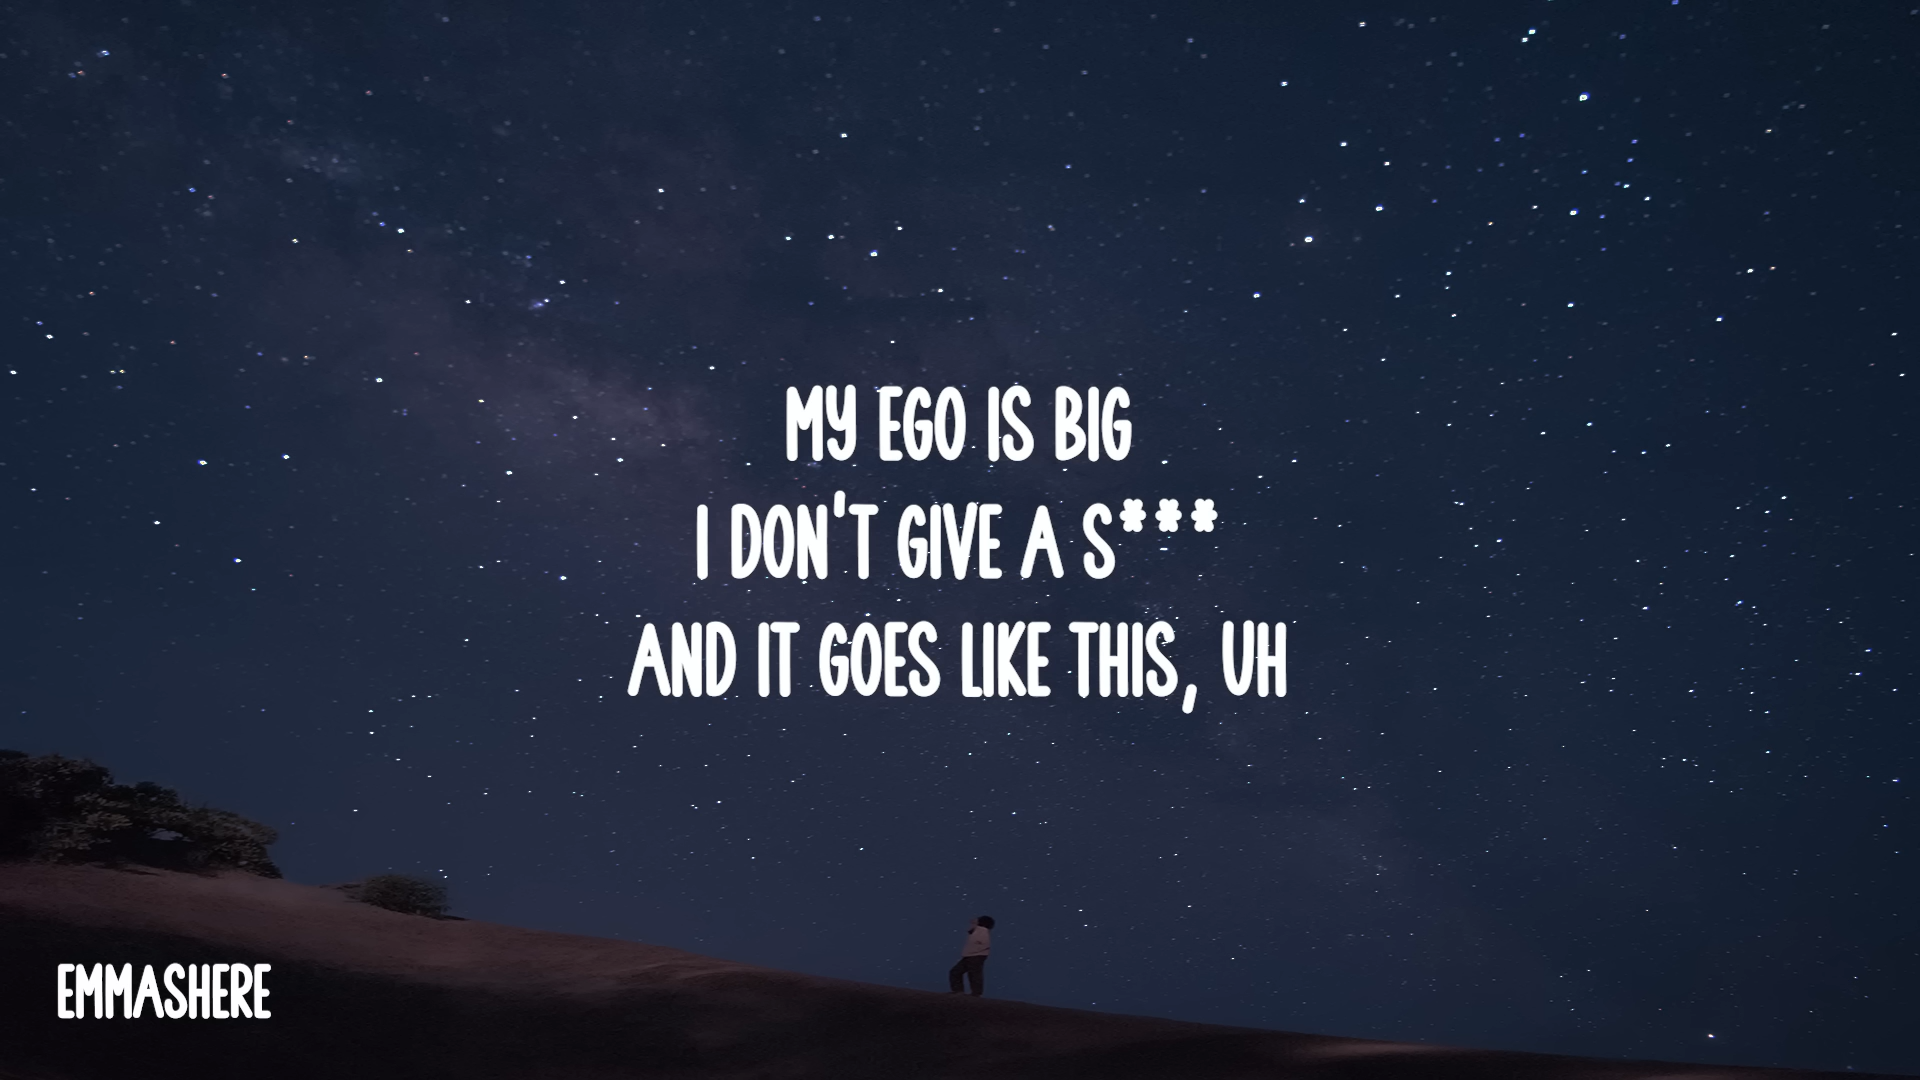 MY EGO IS BIG
I DON'T GIVE A S***
AND IT GOES LIKE THIS, UH
EMMASHERE